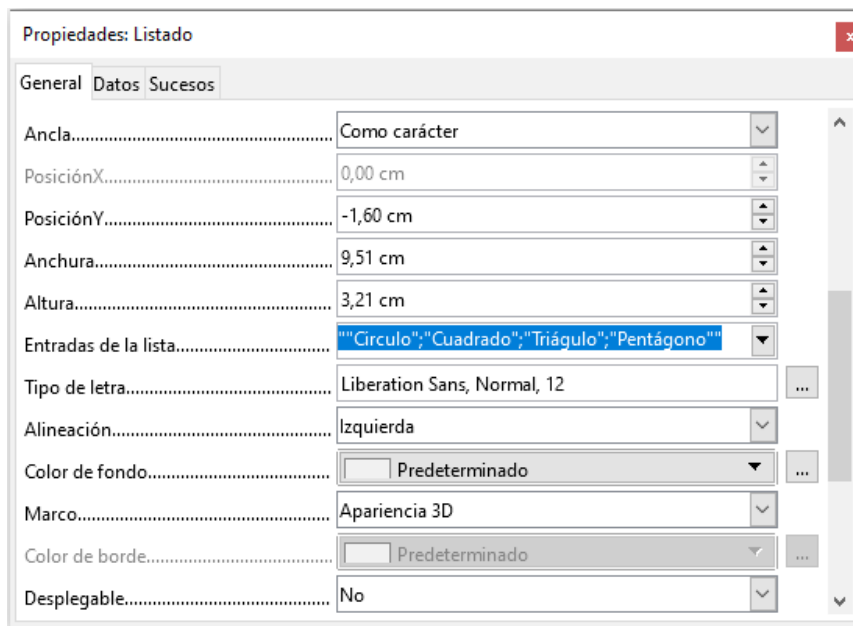 Propiedades: Listado
x
General Datos Sucesos
Ancla.................................................. Como carácter
PosiciónX............................................ 0,00 cm
PosiciónY............................................ -1,60 cm
Anchura.............................................. 9,51 cm
Altura.................................................. 3,21 cm
Entradas de la lista............................... ""Círculo";"Cuadrado";"Triágulo";"Pentágono""
Tipo de letra........................................ Liberation Sans, Normal, 12 ...
Alineación........................................... Izquierda
Color de fondo..................................... Predeterminado ...
Marco................................................. Apariencia 3D
Color de borde..................................... Predeterminado ...
Desplegable......................................... No